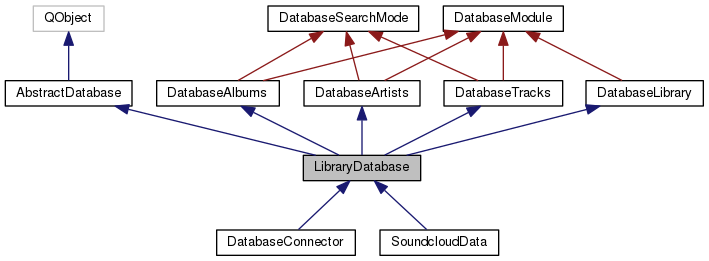 QObject
DatabaseSearchMode
DatabaseModule
AbstractDatabase
DatabaseAlbums
DatabaseArtists
DatabaseTracks
DatabaseLibrary
LibraryDatabase
DatabaseConnector
SoundcloudData